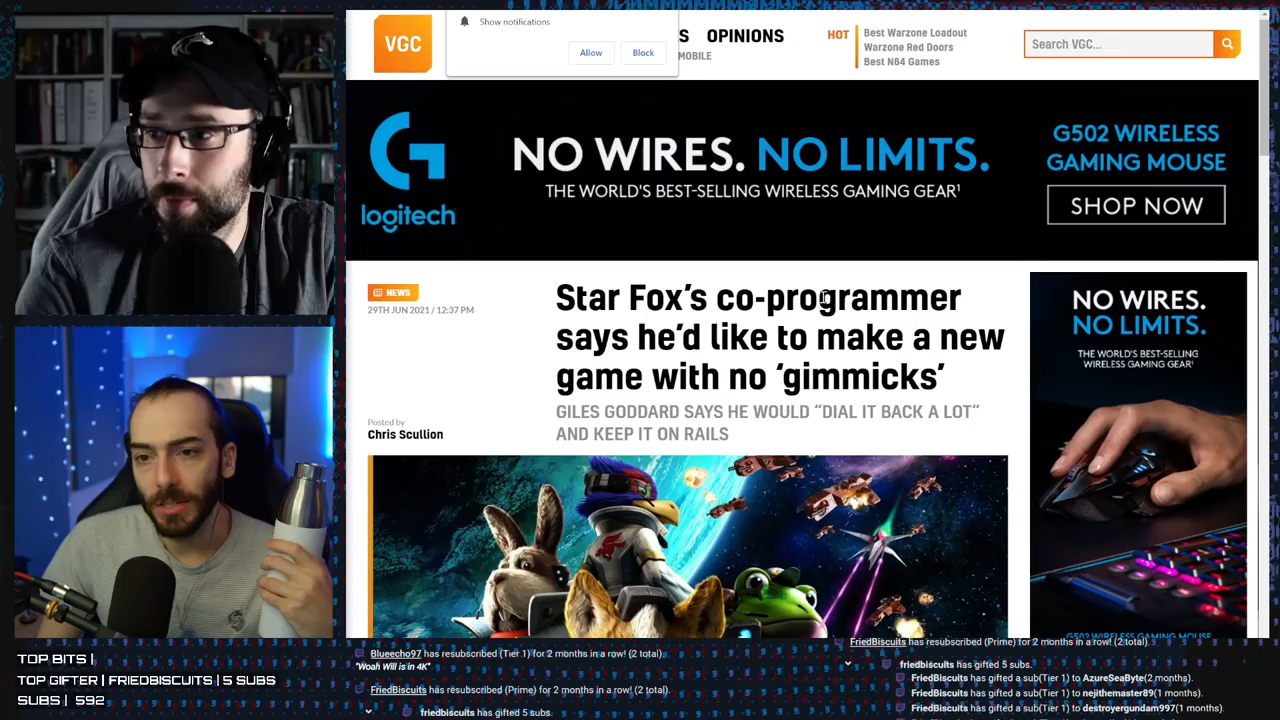 VGC
Show notifications
Allow
Block
S OPINIONS
MOBILE
HOT
Best Warzone Loadout
Warzone Red Doors
Best N64 Games
Search VGC...
logitech
NO WIRES. NO LIMITS.
THE WORLD'S BEST-SELLING WIRELESS GAMING GEAR¹
G502 WIRELESS
GAMING MOUSE
SHOP NOW
NEWS
29TH JUN 2021 / 12:37 PM
Posted by
Chris Scullion
Star Fox's co-programmer
says he'd like to make a new
game with no 'gimmicks'
GILES GODDARD SAYS HE WOULD "DIAL IT BACK A LOT"
AND KEEP IT ON RAILS
NO WIRES.
NO LIMITS.
THE WORLD'S BEST-SELLING
WIRELESS GAMING GEAR¹
G502 WIRELESS GAMING MOUSE
TOP BITS |
TOP GIFTER | FRIEDBISCUITS | 5 SUBS
SUBS | 592
Blueecho97 has resubscribed (Tier 1) for 2 months in a row! (2 total).
"Woah Will is in 4K"
FriedBiscuits has resubscribed (Prime) for 2 months in a row! (2 total).
friedbiscuits has gifted 5 subs.
FriedBiscuits has resubscribed (Prime) for 2 months in a row! (2 total).
friedbiscuits has gifted 5 subs.
FriedBiscuits has gifted a sub(Tier 1) to AzureSeaByte(2 months).
FriedBiscuits has gifted a sub(Tier 1) to nejithemaster89(1 months).
FriedBiscuits has gifted a sub(Tier 1) to destroyergundam997(1 months).